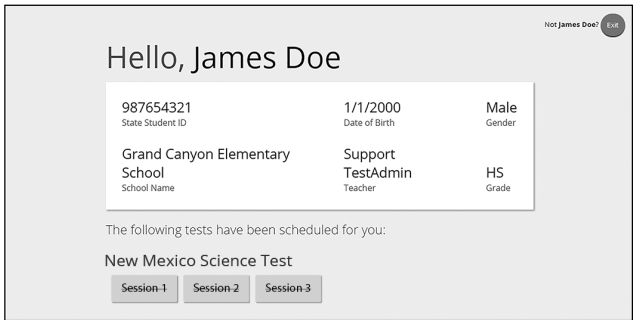 Not James Doe? Exit
Hello, James Doe
987654321 1/1/2000 Male
State Student ID Date of Birth Gender
Grand Canyon Elementary Support
School TestAdmin HS
School Name Teacher Grade
The following tests have been scheduled for you:
New Mexico Science Test
Session 1 Session 2 Session 3